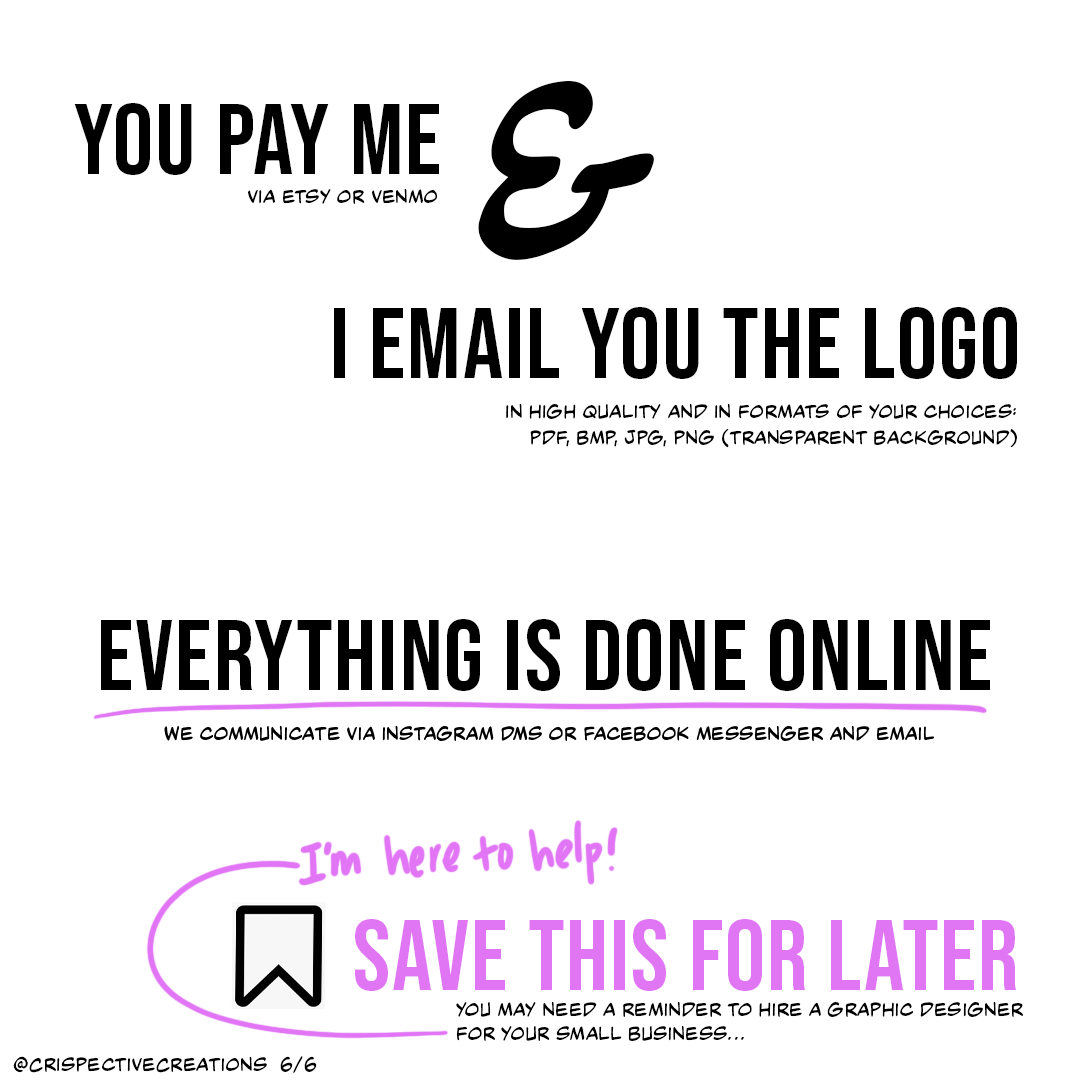 YOU PAY ME &
VIA ETSY OR VENMO
I EMAIL YOU THE LOGO
IN HIGH QUALITY AND IN FORMATS OF YOUR CHOICES:
PDF, BMP, JPG, PNG (TRANSPARENT BACKGROUND)
EVERYTHING IS DONE ONLINE
WE COMMUNICATE VIA INSTAGRAM DMS OR FACEBOOK MESSENGER AND EMAIL
I'm here to help!
SAVE THIS FOR LATER
YOU MAY NEED A REMINDER TO HIRE A GRAPHIC DESIGNER
FOR YOUR SMALL BUSINESS...
@CRISPECTIVECREATIONS 6/6